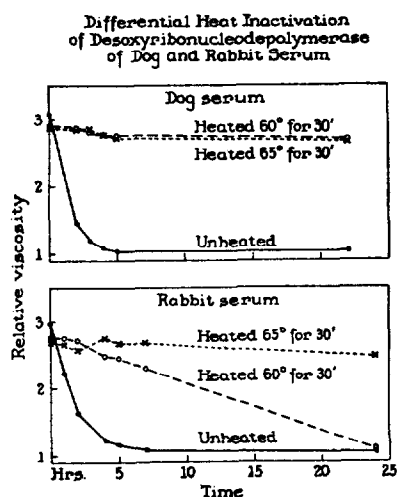 Differential Heat Inactivation
of Desoxyribonucleodepolymerase
of Dog and Rabbit Serum
Dog serum
3
Heated 60° for 30'
Heated 65° for 30'
2
Unheated
1
Relative viscosity
Rabbit serum
3
Heated 65° for 30'
2
Heated 60° for 30'
Unheated
1
Hrs. 5 10 15 20 25
Time